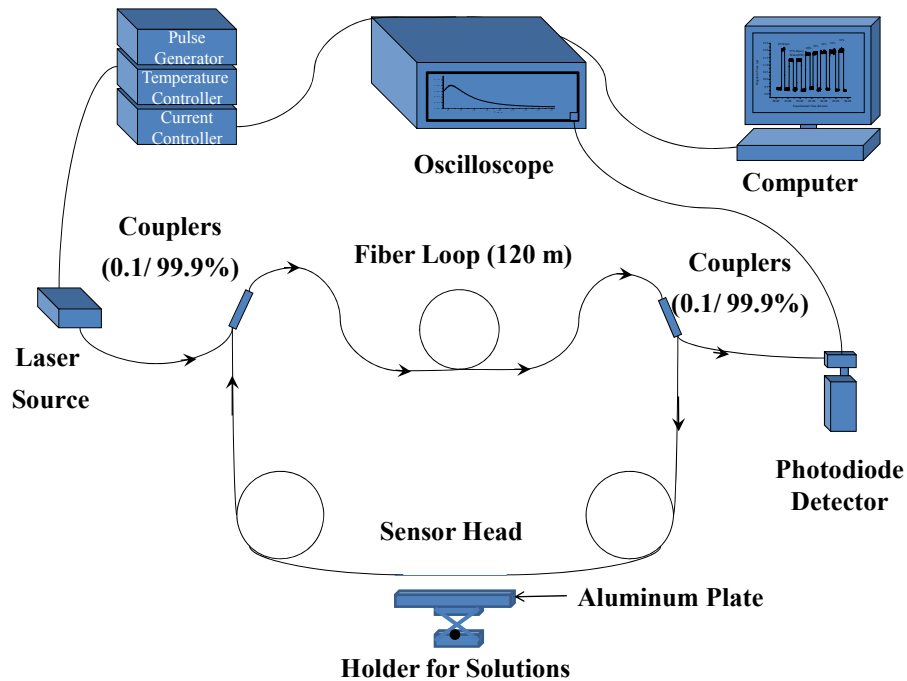 Pulse
Generator
Temperature
Controller
Current
Controller
Oscilloscope
Computer
Couplers
(0.1/ 99.9%)
Fiber Loop (120 m)
Couplers
(0.1/ 99.9%)
Laser
Source
Photodiode
Detector
Sensor Head
Aluminum Plate
Holder for Solutions